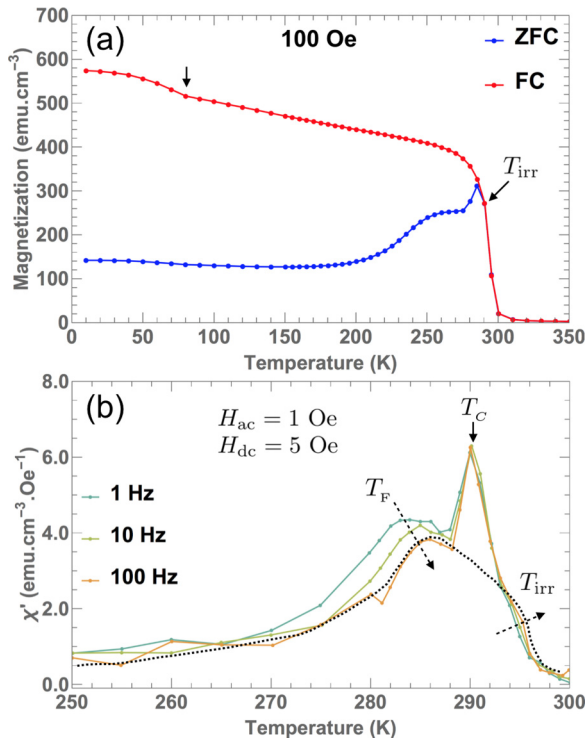 (a)
100 Oe
ZFC
FC
T_irr
Magnetization (emu.cm⁻³)
700
600
500
400
300
200
100
0
0 50 100 150 200 250 300 350
Temperature (K)
(b)
H_ac = 1 Oe
H_dc = 5 Oe
T_C
T_F
T_irr
1 Hz
10 Hz
100 Hz
χ' (emu.cm⁻³.Oe⁻¹)
8.0
6.0
4.0
2.0
0.0
250 260 270 280 290 300
Temperature (K)